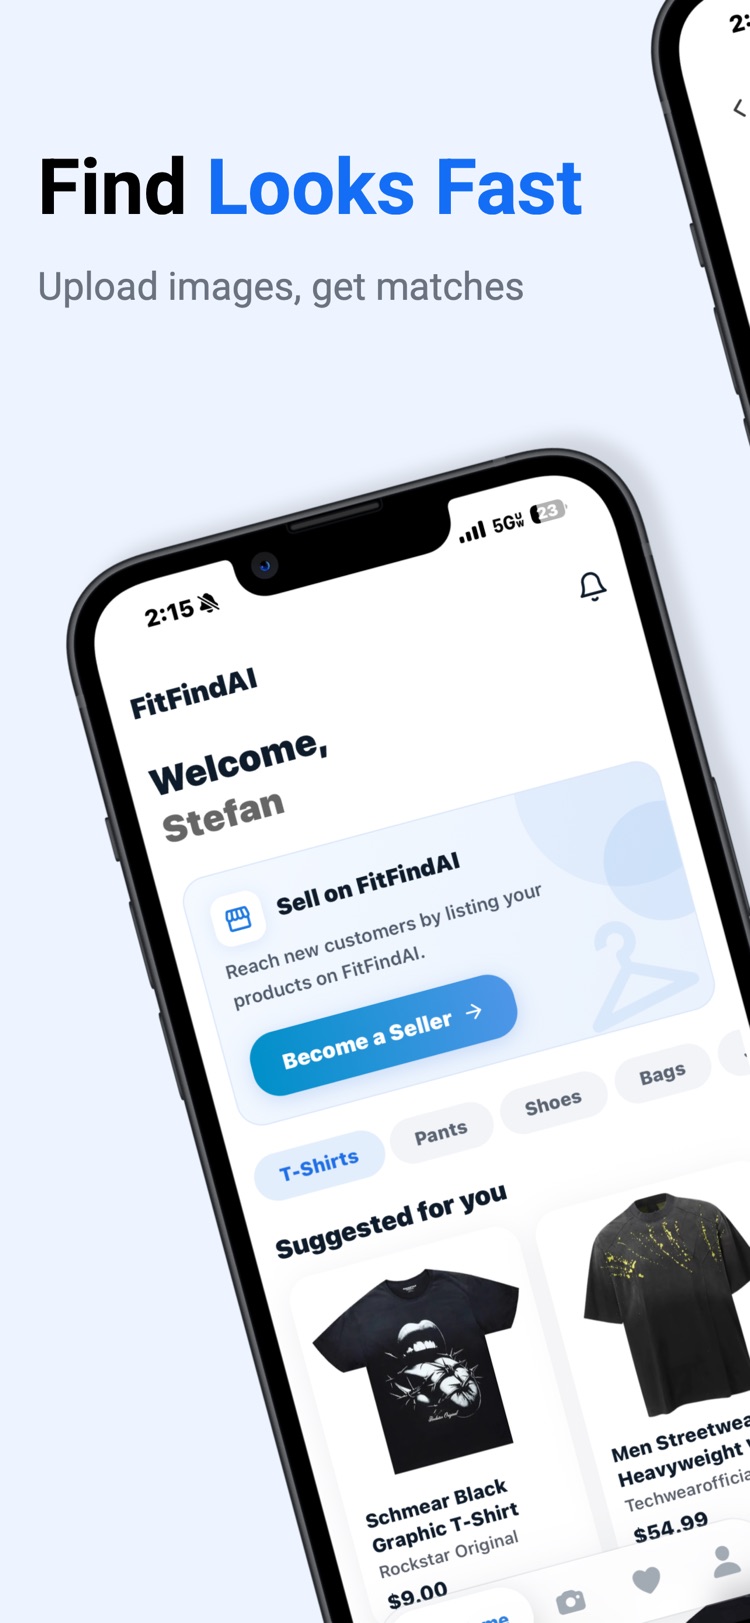 Find Looks Fast
Upload images, get matches
2:15
5G
23
FitFindAI
Welcome,
Stefan
Sell on FitFindAI
Reach new customers by listing your
products on FitFindAI.
Become a Seller →
T-Shirts
Pants
Shoes
Bags
Suggested for you
Schmear Black
Graphic T-Shirt
Rockstar Original
$9.00
Men
Heavyweight
$54.99